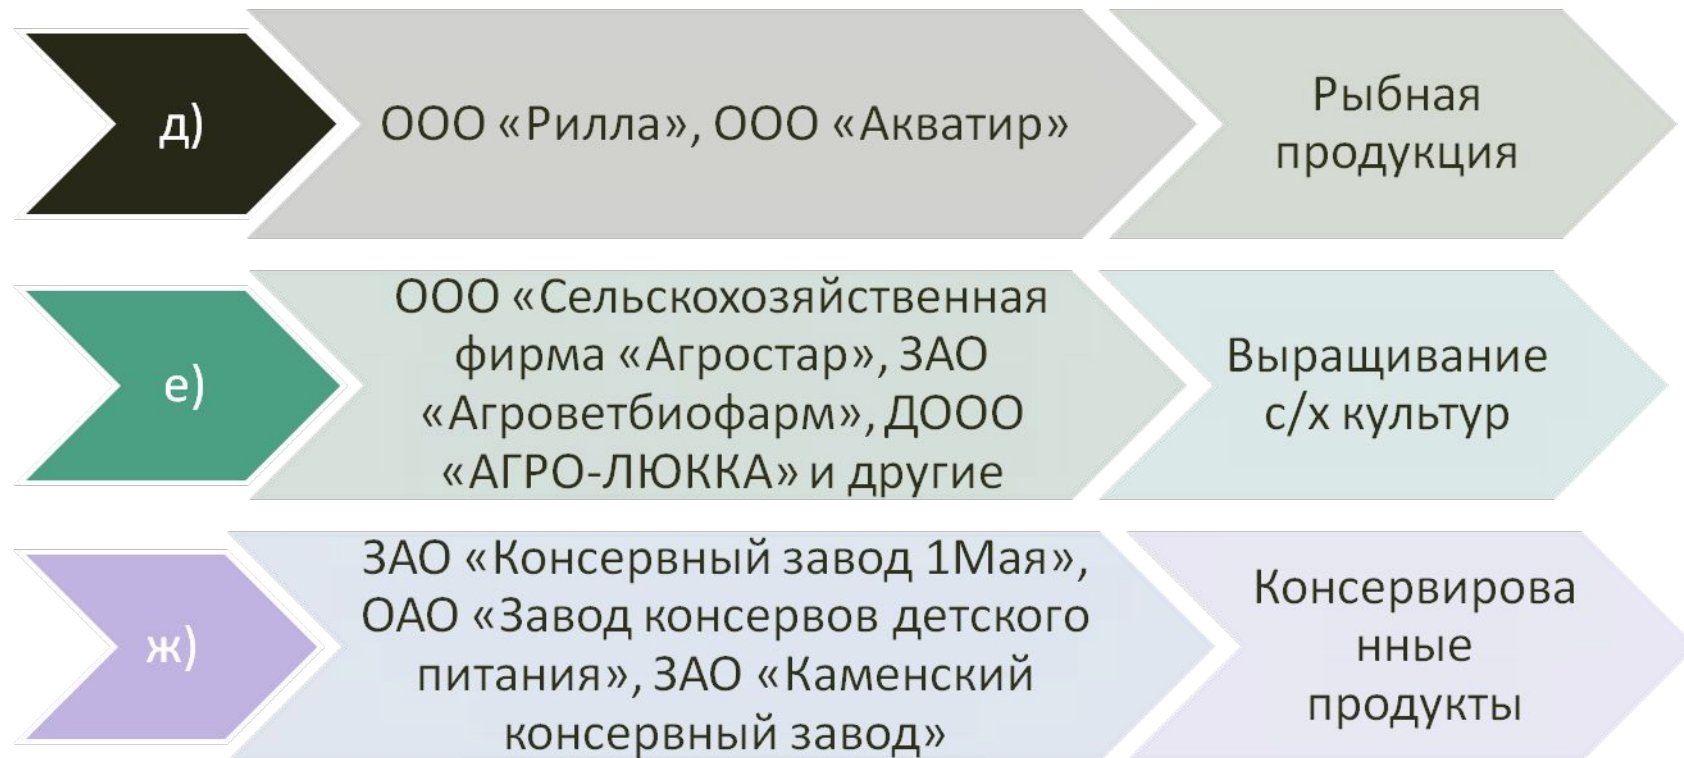 д)
ООО «Рилла», ООО «Акватир»
Рыбная
продукция
е)
ООО «Сельскохозяйственная
фирма «Агростар», ЗАО
«Агроветбиофарм», ДООО
«АГРО-ЛЮККА» и другие
Выращивание
с/х культур
ж)
ЗАО «Консервный завод 1Мая»,
ОАО «Завод консервов детского
питания», ЗАО «Каменский
консервный завод»
Консервирова
нные
продукты